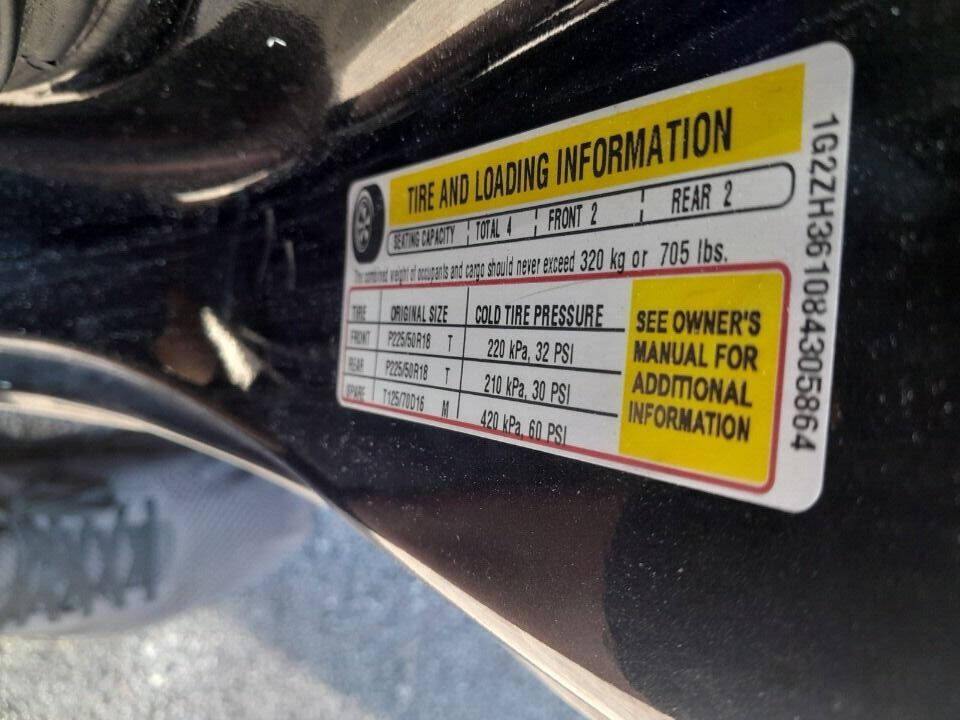 TIRE AND LOADING INFORMATION
SEATING CAPACITY TOTAL 4 FRONT 2 REAR 2
The combined weight of occupants and cargo should never exceed 320 kg or 705 lbs.
TIRE ORIGINAL SIZE COLD TIRE PRESSURE
FRONT P225/50R18 T 220 kPa, 32 PSI
REAR P225/50R18 T 210 kPa, 30 PSI
SPARE T125/70D16 M 420 kPa, 60 PSI
SEE OWNER'S
MANUAL FOR
ADDITIONAL
INFORMATION
1G2ZH361084305864